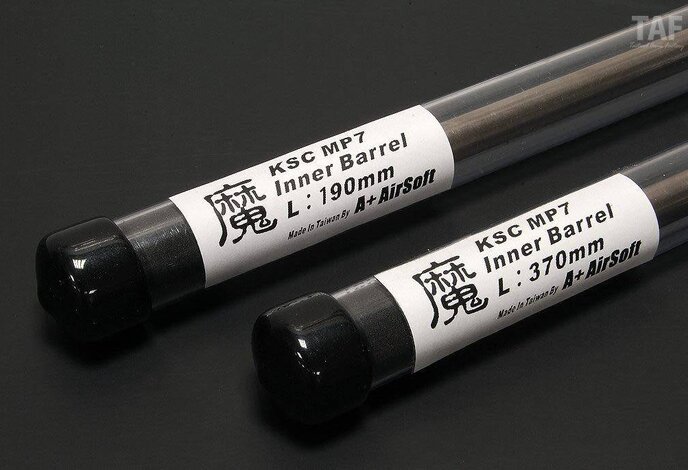 TAF
魔
KSC MP7
Inner Barrel
L : 190mm
Made In Taiwan By A+ AirSoft
魔
KSC MP7
Inner Barrel
L : 370mm
Made In Taiwan By A+ AirSoft